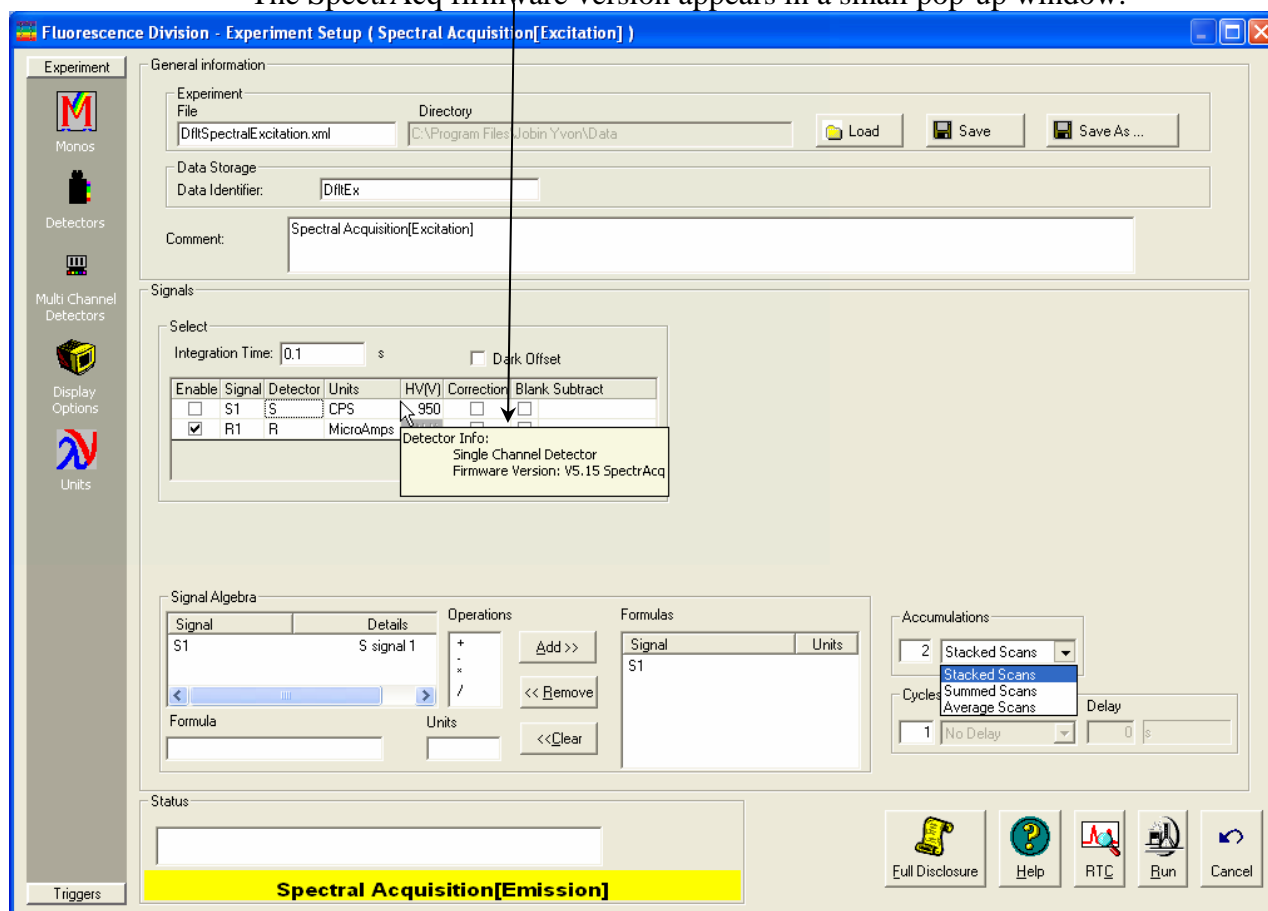 The SpectrAcq firmware version appears in a small pop-up window.
Fluorescence Division - Experiment Setup ( Spectral Acquisition[Excitation] )
Experiment
Monos
Detectors
Multi Channel
Detectors
Display
Options
Units
Triggers
General information
Experiment
File Directory
DfltSpectralExcitation.xml C:\Program Files\Jobin Yvon\Data Load Save Save As ...
Data Storage
Data Identifier: DfltEx
Comment: Spectral Acquisition[Excitation]
Signals
Select
Integration Time: 0.1 s Dark Offset
Enable Signal Detector Units HV(V) Correction Blank Subtract
S1 S CPS 950
R1 R MicroAmps
Detector Info:
Single Channel Detector
Firmware Version: V5.15 SpectrAcq
Signal Algebra
Signal Details
S1 S signal 1
Operations
+
-
*
/
Add >>
<< Remove
<<Clear
Formula Units
Formulas
Signal Units
S1
Accumulations
2 Stacked Scans
Stacked Scans
Summed Scans
Average Scans
Cycles Delay
1 No Delay 0 s
Status
Spectral Acquisition[Emission]
Full Disclosure Help RTC Run Cancel